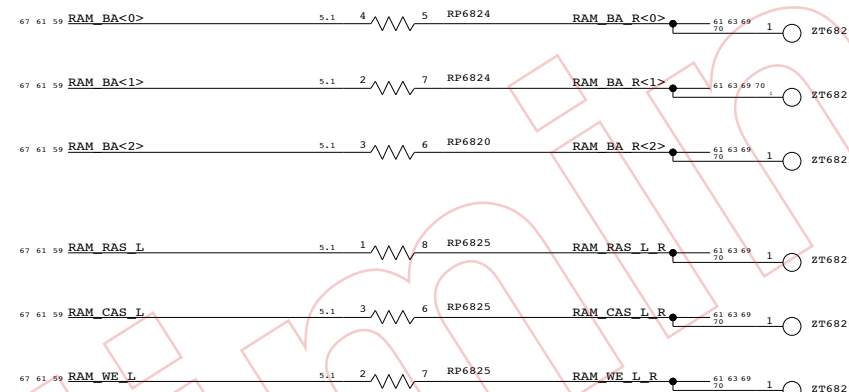 67 61 59 RAM_BA<0> 5.1 4 5 RP6824 RAM_BA_R<0> 61 63 69 70 1 ZT682
67 61 59 RAM_BA<1> 5.1 2 7 RP6824 RAM_BA_R<1> 61 63 69 70 1 ZT682
67 61 59 RAM_BA<2> 5.1 3 6 RP6820 RAM_BA_R<2> 61 63 69 70 1 ZT682
67 61 59 RAM_RAS_L 5.1 1 8 RP6825 RAM_RAS_L_R 61 63 69 70 1 ZT682
67 61 59 RAM_CAS_L 5.1 3 6 RP6825 RAM_CAS_L_R 61 63 69 70 1 ZT682
67 61 59 RAM_WE_L 5.1 2 7 RP6825 RAM_WE_L_R 61 63 69 70 1 ZT682